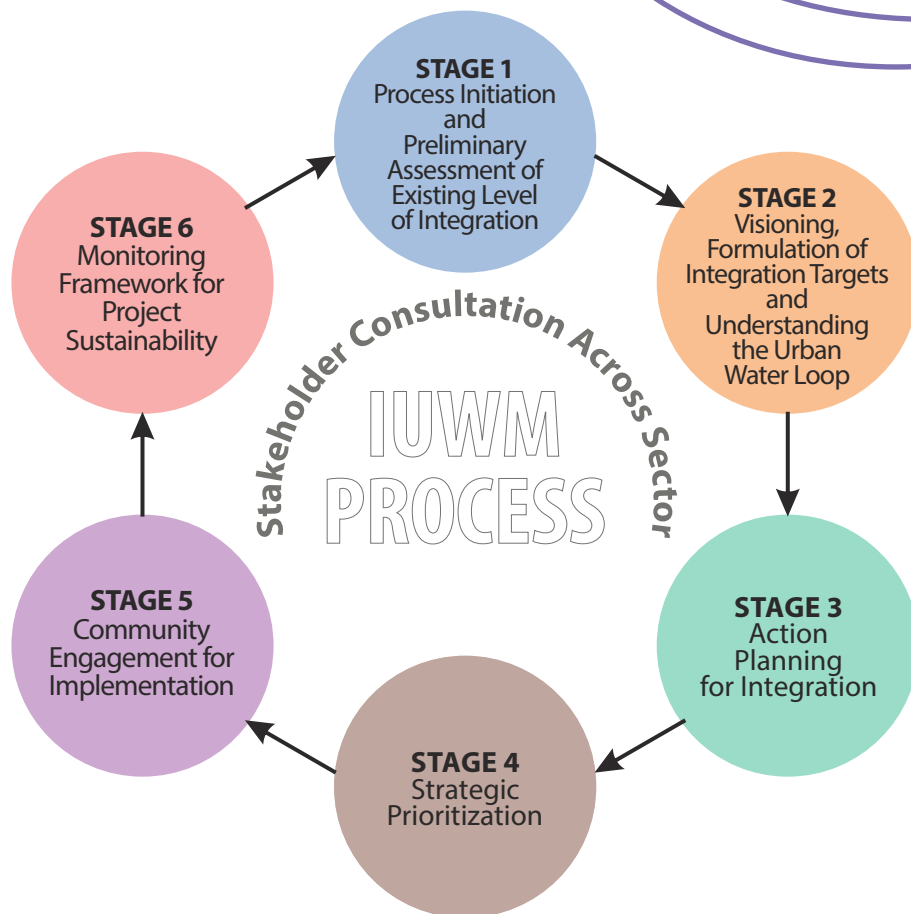 STAGE 1
Process Initiation
and
Preliminary
Assessment of
Existing Level
of Integration
STAGE 2
Visioning,
Formulation of
Integration Targets
and
Understanding
the Urban
Water Loop
STAGE 3
Action
Planning
for Integration
STAGE 4
Strategic
Prioritization
STAGE 5
Community
Engagement for
Implementation
STAGE 6
Monitoring
Framework for
Project
Sustainability
Stakeholder Consultation Across Sector
IUWM
PROCESS